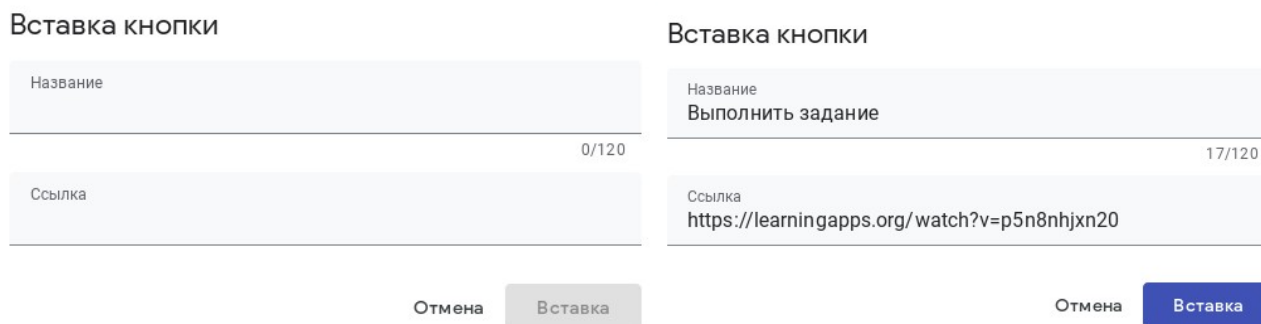 Вставка кнопки
Название
0/120
Ссылка
Отмена
Вставка
Вставка кнопки
Название
Выполнить задание
17/120
Ссылка
https://learningapps.org/watch?v=p5n8nhjxn20
Отмена
Вставка